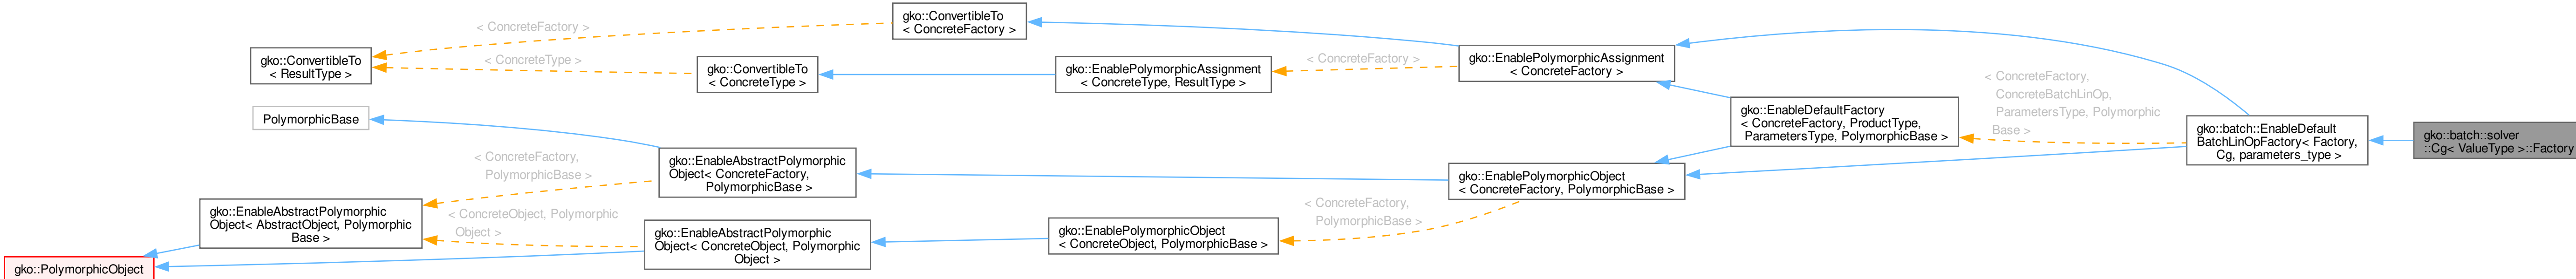 gko::ConvertibleTo
< ConcreteFactory >
< ConcreteFactory >
gko::ConvertibleTo
< ResultType >
< ConcreteType >
gko::ConvertibleTo
< ConcreteType >
gko::EnablePolymorphicAssignment
< ConcreteType, ResultType >
< ConcreteFactory >
gko::EnablePolymorphicAssignment
< ConcreteFactory >
PolymorphicBase
gko::EnableDefaultFactory
< ConcreteFactory, ProductType,
ParametersType, PolymorphicBase >
< ConcreteFactory,
ConcreteBatchLinOp,
ParametersType, Polymorphic
Base >
gko::batch::EnableDefault
BatchLinOpFactory< Factory,
Cg, parameters_type >
gko::batch::solver
::Cg< ValueType >::Factory
< ConcreteFactory,
PolymorphicBase >
gko::EnableAbstractPolymorphic
Object< ConcreteFactory,
PolymorphicBase >
gko::EnablePolymorphicObject
< ConcreteFactory, PolymorphicBase >
gko::EnableAbstractPolymorphic
Object< AbstractObject, Polymorphic
Base >
< ConcreteObject, Polymorphic
Object >
gko::EnableAbstractPolymorphic
Object< ConcreteObject, Polymorphic
Object >
gko::EnablePolymorphicObject
< ConcreteObject, PolymorphicBase >
< ConcreteFactory,
PolymorphicBase >
gko::PolymorphicObject